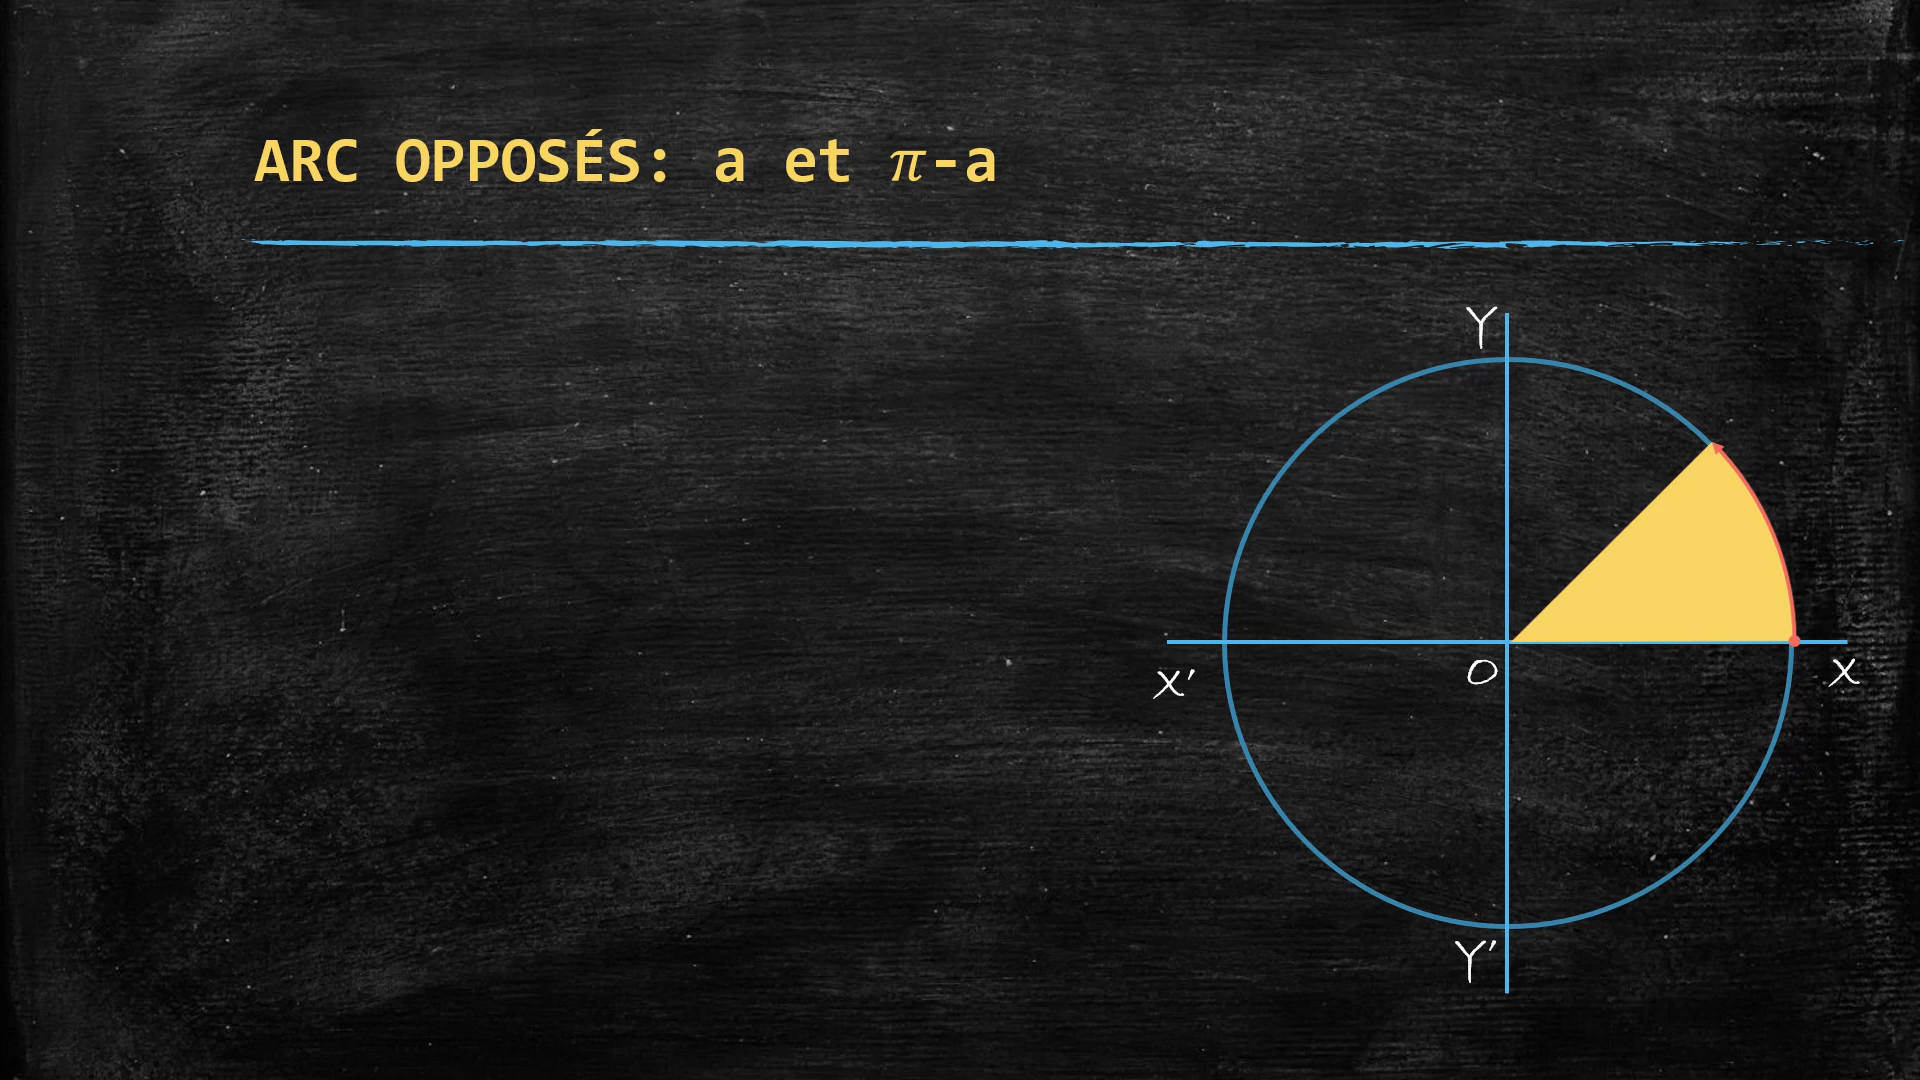 ARC OPPOSÉS: a et π-a
Y
O
X'
X
Y'